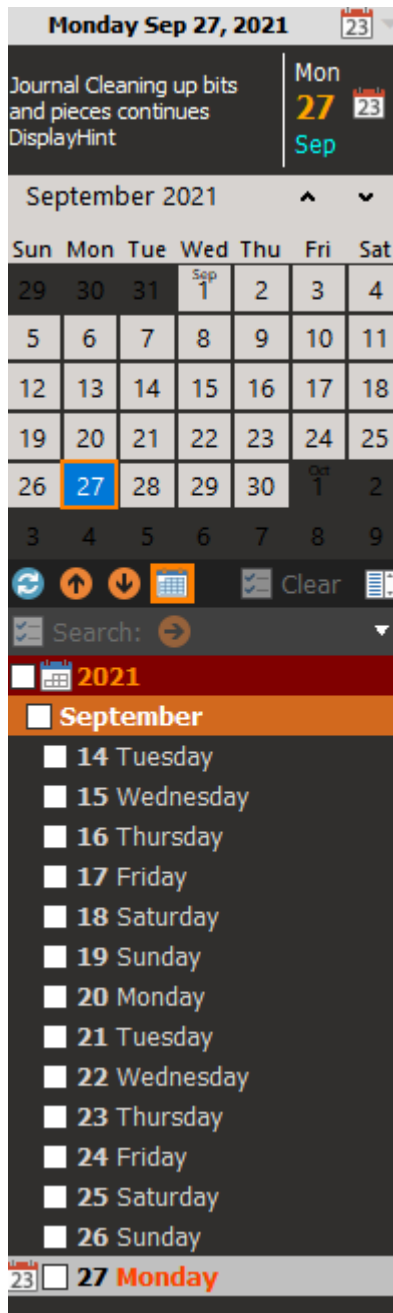 Monday Sep 27, 2021 23
Journal Cleaning up bits
and pieces continues
DisplayHint
Mon
27 23
Sep
September 2021
Sun Mon Tue Wed Thu Fri Sat
29 30 31 Sep 1 2 3 4
5 6 7 8 9 10 11
12 13 14 15 16 17 18
19 20 21 22 23 24 25
26 27 28 29 30 Oct 1 2
3 4 5 6 7 8 9
Clear
Search:
2021
September
14 Tuesday
15 Wednesday
16 Thursday
17 Friday
18 Saturday
19 Sunday
20 Monday
21 Tuesday
22 Wednesday
23 Thursday
24 Friday
25 Saturday
26 Sunday
23 27 Monday